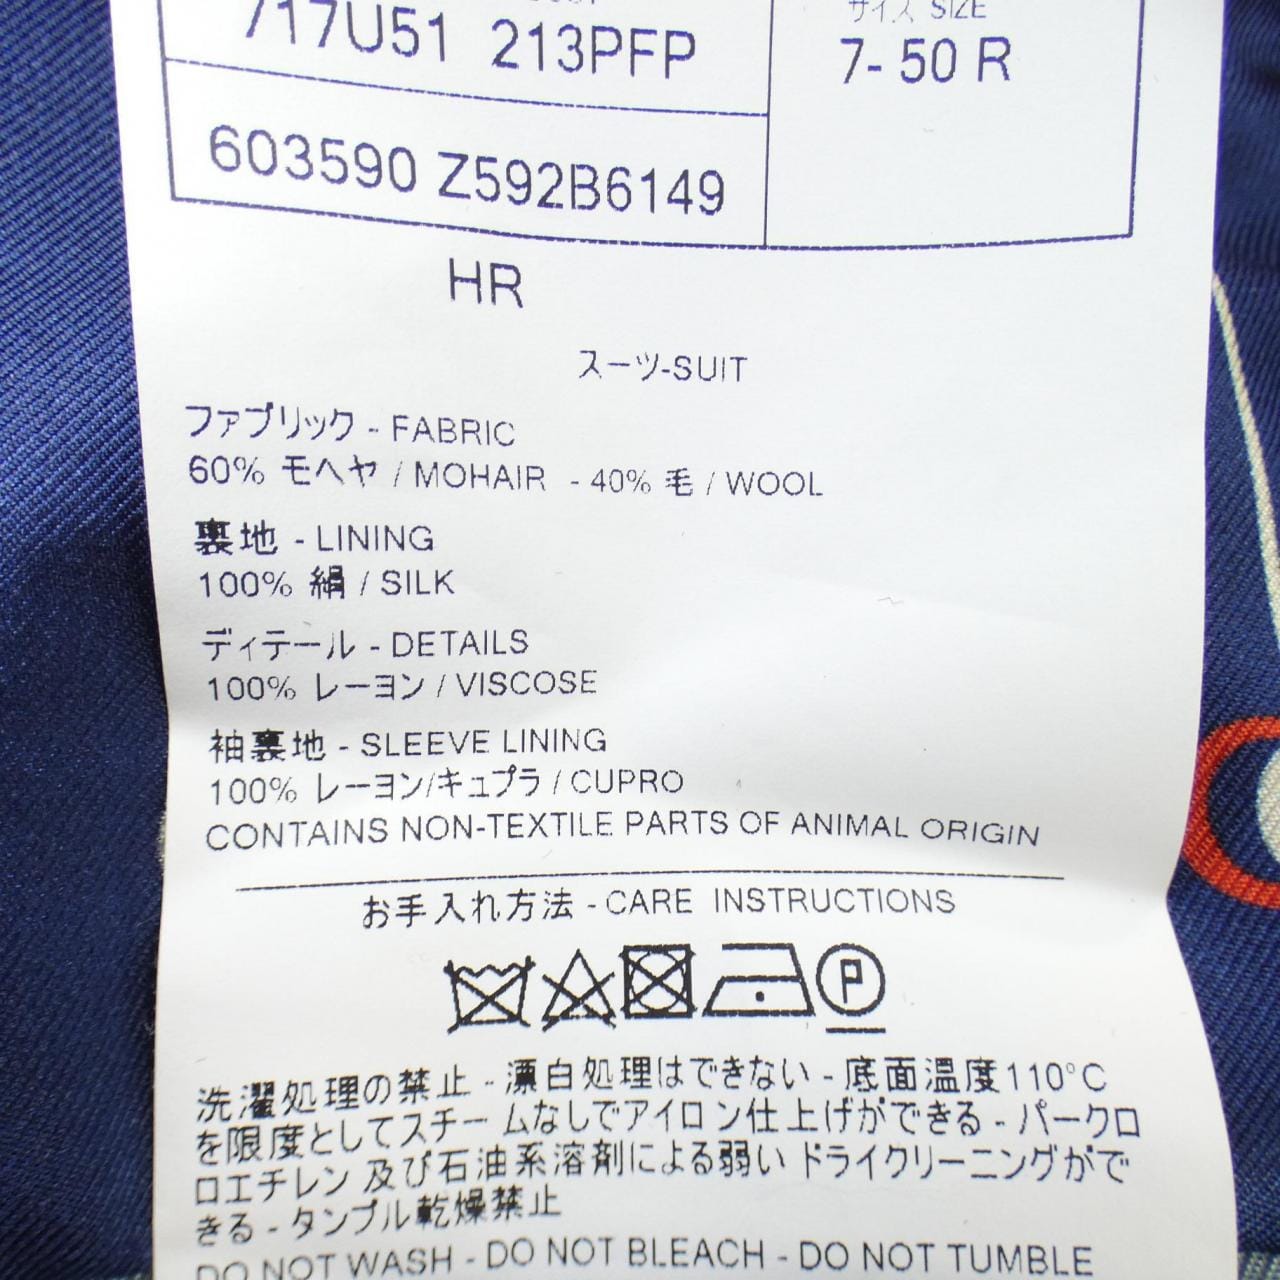 サイズ SIZE
717U51 213PFP
7- 50 R
603590 Z592B6149
HR
スーツ-SUIT
ファブリック - FABRIC
60% モヘヤ / MOHAIR - 40% 毛 / WOOL
裏地 - LINING
100% 絹 / SILK
ディテール - DETAILS
100% レーヨン / VISCOSE
袖裏地 - SLEEVE LINING
100% レーヨン/キュプラ / CUPRO
CONTAINS NON-TEXTILE PARTS OF ANIMAL ORIGIN
お手入れ方法 - CARE INSTRUCTIONS
P
洗濯処理の禁止 - 漂白処理はできない - 底面温度110°C
を限度としてスチームなしでアイロン仕上げができる - パークロ
ロエチレン 及び石油系溶剤による弱い ドライクリーニングがで
きる - タンブル乾燥禁止
DO NOT WASH - DO NOT BLEACH - DO NOT TUMBLE